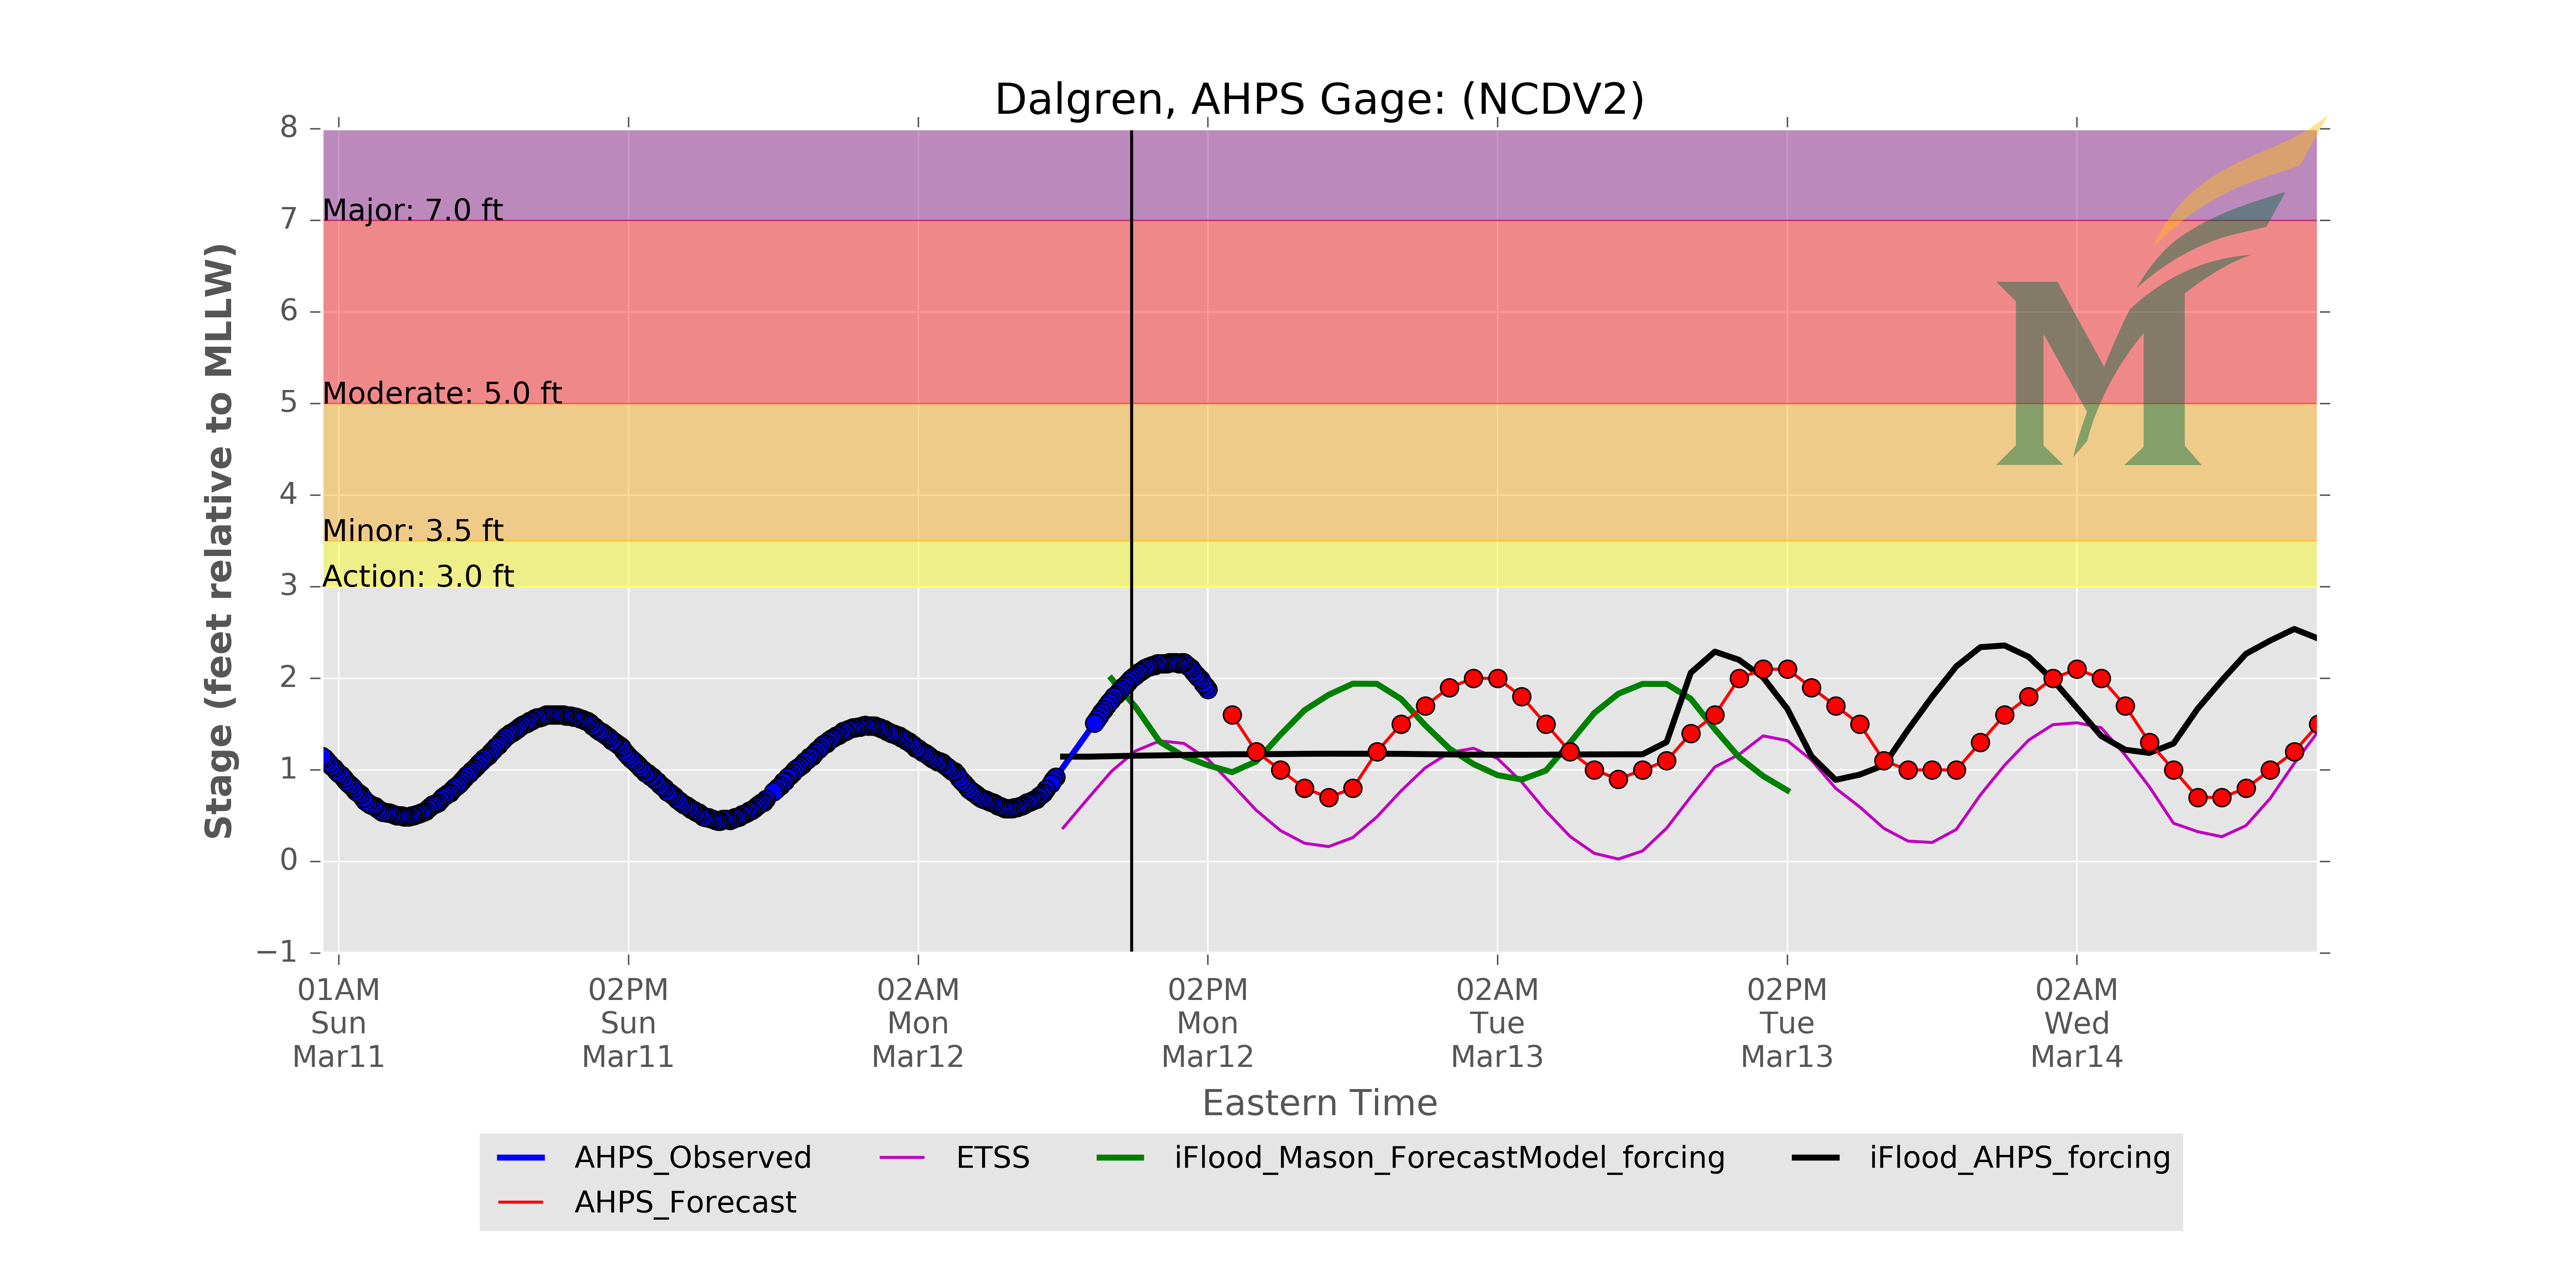 Dalgren, AHPS Gage: (NCDV2)
8
7
6
5
4
3
2
1
0
−1
Stage (feet relative to MLLW)
Major: 7.0 ft
Moderate: 5.0 ft
Minor: 3.5 ft
Action: 3.0 ft
M
01AM 02PM 02AM 02PM 02AM 02PM 02AM
Sun Sun Mon Mon Tue Tue Wed
Mar11 Mar11 Mar12 Mar12 Mar13 Mar13 Mar14
Eastern Time
AHPS_Observed ETSS iFlood_Mason_ForecastModel_forcing iFlood_AHPS_forcing
AHPS_Forecast